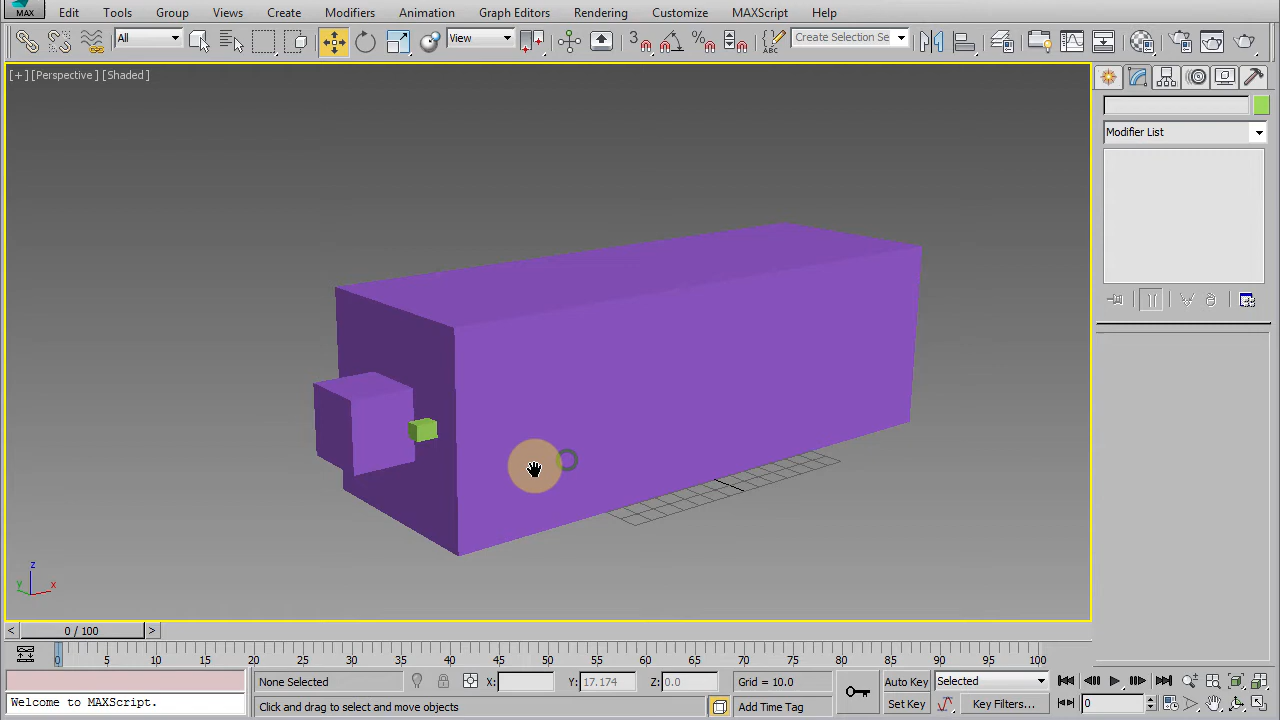 MAX
Edit Tools Group Views Create Modifiers Animation Graph Editors Rendering Customize MAXScript Help
All View 3 Create Selection Se
[+][Perspective][Shaded]
Modifier List
z
y x
< 0 / 100 >
0 5 10 15 20 25 30 35 40 45 50 55 60 65 70 75 80 85 90 95 100
None Selected X: Y: 17.174 Z: 0.0 Grid = 10.0 Auto Key Selected
Welcome to MAXScript. Click and drag to select and move objects Add Time Tag Set Key Key Filters... 0